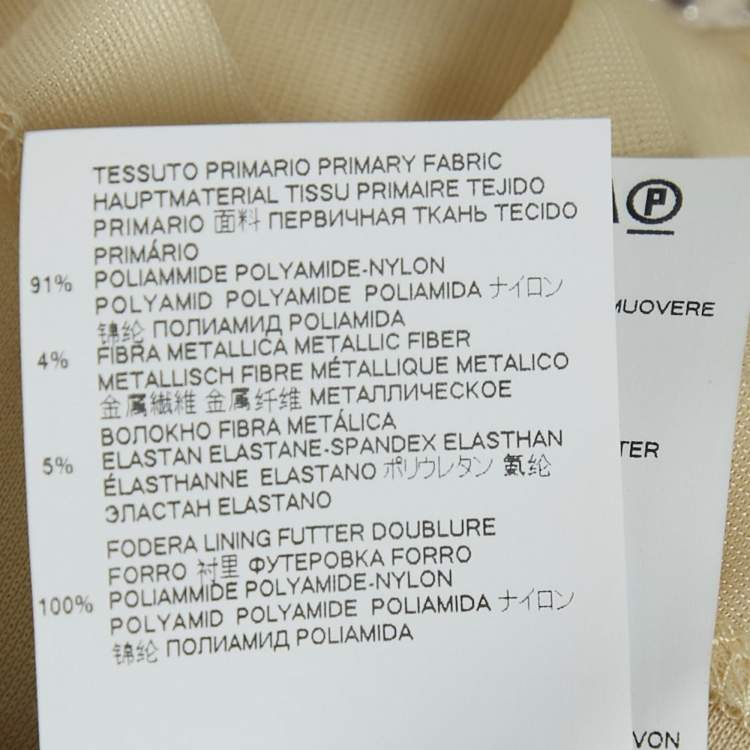 TESSUTO PRIMARIO PRIMARY FABRIC
HAUPTMATERIAL TISSU PRIMAIRE TEJIDO
PRIMARIO 面料 ПЕРВИЧНАЯ ТКАНЬ TECIDO
PRIMÁRIO
91% POLIAMMIDE POLYAMIDE-NYLON
POLYAMID POLYAMIDE POLIAMIDA ナイロン
锦纶 ПОЛИАМИД POLIAMIDA
4% FIBRA METALLICA METALLIC FIBER
METALLISCH FIBRE MÉTALLIQUE METALICO
金属繊維 金属纤维 МЕТАЛЛИЧЕСКОЕ
ВОЛОКНО FIBRA METÁLICA
5% ELASTAN ELASTANE-SPANDEX ELASTHAN
ÉLASTHANNE ELASTANO ポリウレタン 氨纶
ЭЛАСТАН ELASTANO
FODERA LINING FUTTER DOUBLURE
FORRO 衬里 ФУТЕРОВКА FORRO
100% POLIAMMIDE POLYAMIDE-NYLON
POLYAMID POLYAMIDE POLIAMIDA ナイロン
锦纶 ПОЛИАМИД POLIAMIDA
P
MUOVERE
TER
VON